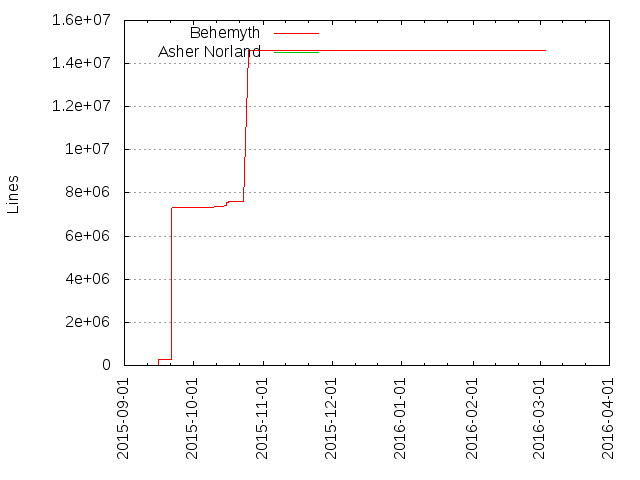 1.6e+07
1.4e+07
1.2e+07
1e+07
8e+06
6e+06
4e+06
2e+06
0
Lines
Behemyth
Asher Norland
2015-09-01
2015-10-01
2015-11-01
2015-12-01
2016-01-01
2016-02-01
2016-03-01
2016-04-01